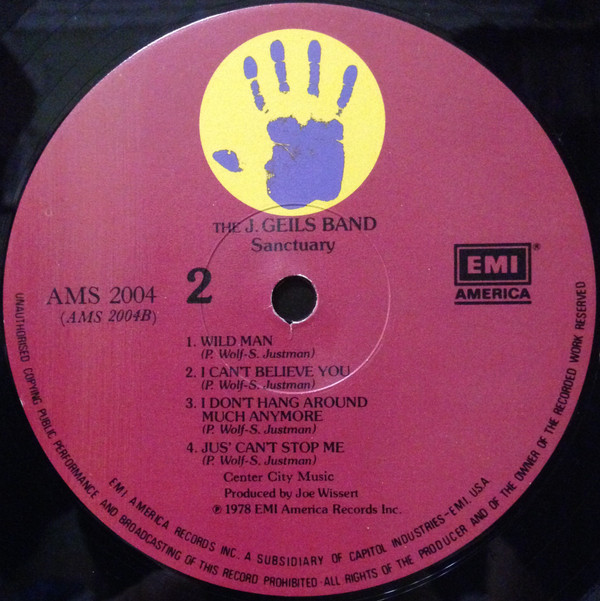 THE J. GEILS BAND
Sanctuary
AMS 2004
(AMS 2004B)
2
EMI®
AMERICA
1. WILD MAN
(P. Wolf-S. Justman)
2. I CAN'T BELIEVE YOU
(P. Wolf-S. Justman)
3. I DON'T HANG AROUND
MUCH ANYMORE
(P. Wolf-S. Justman)
4. JUS' CAN'T STOP ME
(P. Wolf-S. Justman)
Center City Music
Produced by Joe Wissert
℗ 1978 EMI America Records Inc.
EMI AMERICA RECORDS INC. A SUBSIDIARY OF CAPITOL INDUSTRIES-EMI, USA
UNAUTHORISED COPYING PUBLIC PERFORMANCE AND BROADCASTING OF THIS RECORD PROHIBITED-ALL RIGHTS OF THE PRODUCER AND OF THE OWNER OF THE RECORDED WORK RESERVED